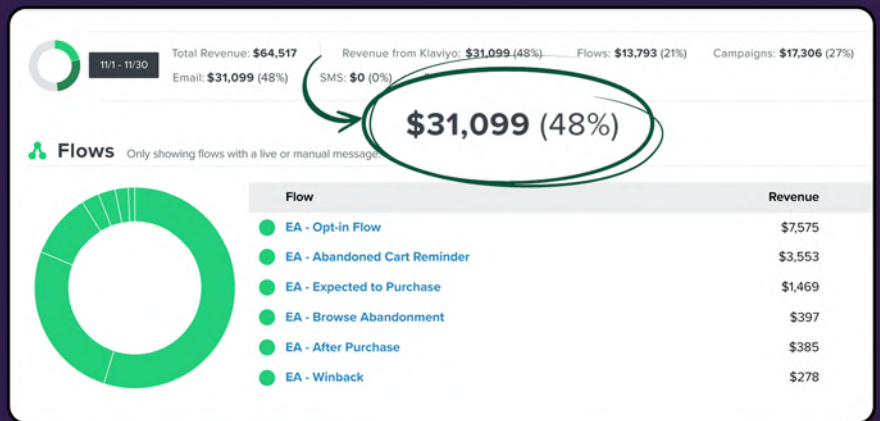 11/1 - 11/30
Total Revenue: $64,517 Revenue from Klaviyo: $31,099 (48%) Flows: $13,793 (21%) Campaigns: $17,306 (27%)
Email: $31,099 (48%) SMS: $0 (0%)
$31,099 (48%)
Flows Only showing flows with a live or manual message.
Flow Revenue
EA - Opt-in Flow $7,575
EA - Abandoned Cart Reminder $3,553
EA - Expected to Purchase $1,469
EA - Browse Abandonment $397
EA - After Purchase $385
EA - Winback $278